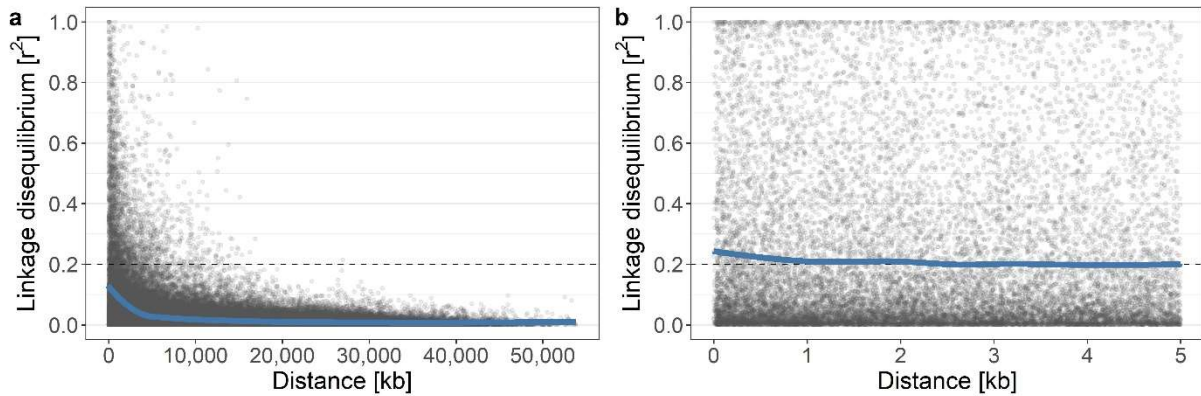 a
Linkage disequilibrium [r²]
1.0
0.8
0.6
0.4
0.2
0.0
0 10,000 20,000 30,000 40,000 50,000
Distance [kb]
b
Linkage disequilibrium [r²]
1.0
0.8
0.6
0.4
0.2
0.0
0 1 2 3 4 5
Distance [kb]